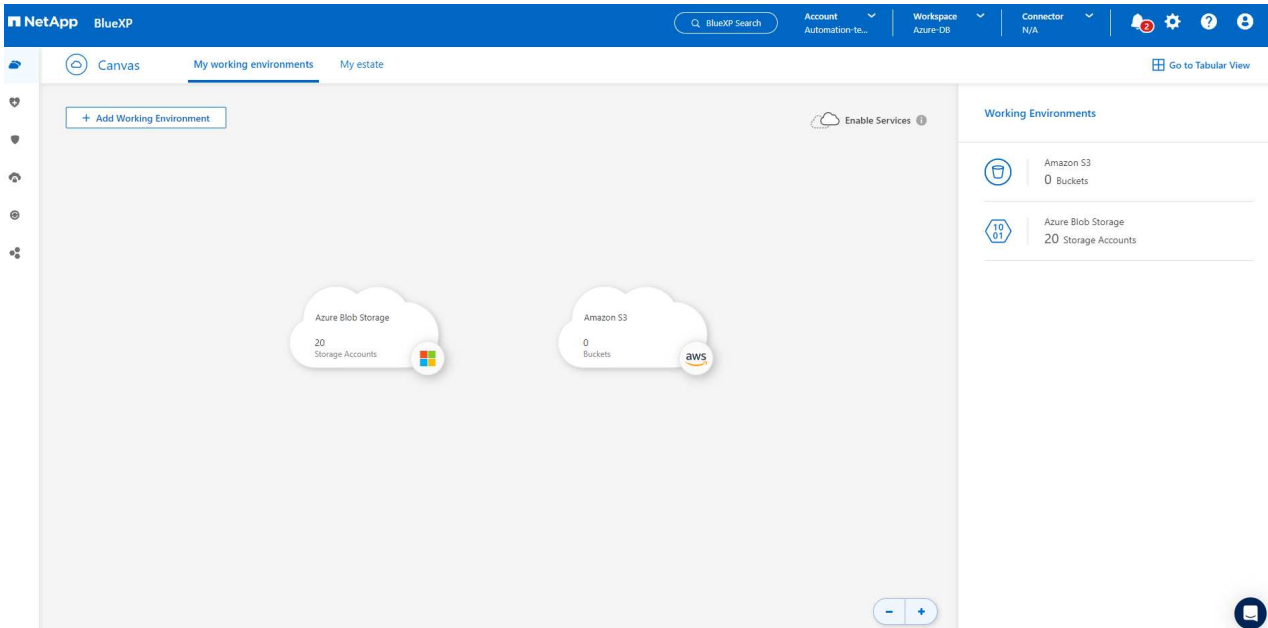 NetApp BlueXP
BlueXP Search
Account
Automation-te...
Workspace
Azure-DB
Connector
N/A
2
Canvas
My working environments
My estate
Go to Tabular View
+ Add Working Environment
Enable Services
Working Environments
Amazon S3
0 Buckets
10
01
Azure Blob Storage
20 Storage Accounts
Azure Blob Storage
20
Storage Accounts
Amazon S3
0
Buckets
aws
- +